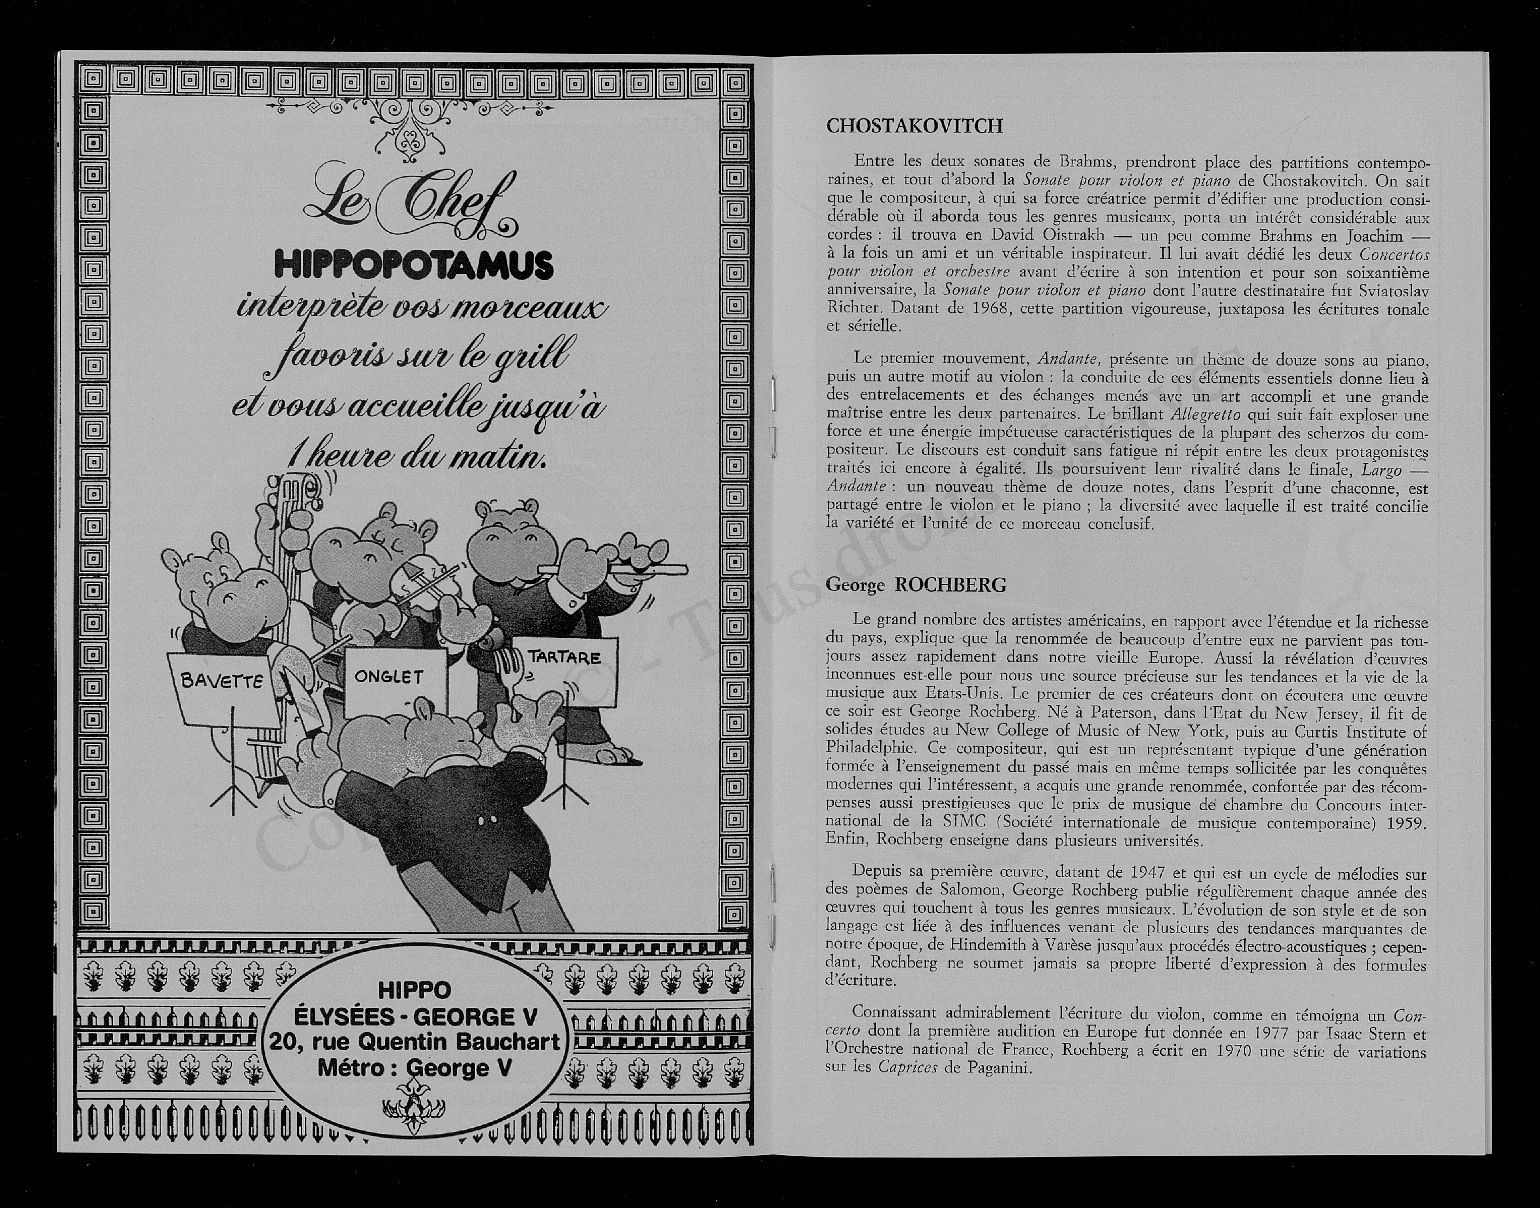 Le Chef
HIPPOPOTAMUS
interprète vos morceaux
favoris sur le grill
et vous accueille jusqu'à
1 heure du matin.
BAVETTE
ONGLET
TARTARE
HIPPO
ÉLYSÉES - GEORGE V
20, rue Quentin Bauchart
Métro : George V
CHOSTAKOVITCH
Entre les deux sonates de Brahms, prendront place des partitions contempo-
raines, et tout d'abord la Sonate pour violon et piano de Chostakovitch. On sait
que le compositeur, à qui sa force créatrice permit d'édifier une production consi-
dérable où il aborda tous les genres musicaux, porta un intérêt considérable aux
cordes : il trouva en David Oistrakh — un peu comme Brahms en Joachim —
à la fois un ami et un véritable inspirateur. Il lui avait dédié les deux Concertos
pour violon et orchestre avant d'écrire à son intention et pour son soixantième
anniversaire, la Sonate pour violon et piano dont l'autre destinataire fut Sviatoslav
Richter. Datant de 1968, cette partition vigoureuse, juxtaposa les écritures tonale
et sérielle.
Le premier mouvement, Andante, présente un thème de douze sons au piano,
puis un autre motif au violon : la conduite de ces éléments essentiels donne lieu à
des entrelacements et des échanges menés avc un art accompli et une grande
maîtrise entre les deux partenaires. Le brillant Allegretto qui suit fait exploser une
force et une énergie impétueuse caractéristiques de la plupart des scherzos du com-
positeur. Le discours est conduit sans fatigue ni répit entre les deux protagonistes
traités ici encore à égalité. Ils poursuivent leur rivalité dans le finale, Largo —
Andante : un nouveau thème de douze notes, dans l'esprit d'une chaconne, est
partagé entre le violon et le piano ; la diversité avec laquelle il est traité concilie
la variété et l'unité de ce morceau conclusif.
George ROCHBERG
Le grand nombre des artistes américains, en rapport avec l'étendue et la richesse
du pays, explique que la renommée de beaucoup d'entre eux ne parvient pas tou-
jours assez rapidement dans notre vieille Europe. Aussi la révélation d'œuvres
inconnues est-elle pour nous une source précieuse sur les tendances et la vie de la
musique aux Etats-Unis. Le premier de ces créateurs dont on écoutera une œuvre
ce soir est George Rochberg. Né à Paterson, dans l'Etat du New Jersey, il fit de
solides études au New College of Music of New York, puis au Curtis Institute of
Philadelphie. Ce compositeur, qui est un représentant typique d'une génération
formée à l'enseignement du passé mais en même temps sollicitée par les conquêtes
modernes qui l'intéressent, a acquis une grande renommée, confortée par des récom-
penses aussi prestigieuses que le prix de musique de chambre du Concours inter-
national de la SIMC (Société internationale de musique contemporaine) 1959.
Enfin, Rochberg enseigne dans plusieurs universités.
Depuis sa première œuvre, datant de 1947 et qui est un cycle de mélodies sur
des poèmes de Salomon, George Rochberg publie régulièrement chaque année des
œuvres qui touchent à tous les genres musicaux. L'évolution de son style et de son
langage est liée à des influences venant de plusieurs des tendances marquantes de
notre époque, de Hindemith à Varèse jusqu'aux procédés électro-acoustiques ; cepen-
dant, Rochberg ne soumet jamais sa propre liberté d'expression à des formules
d'écriture.
Connaissant admirablement l'écriture du violon, comme en témoigna un Con-
certo dont la première audition en Europe fut donnée en 1977 par Isaac Stern et
l'Orchestre national de France, Rochberg a écrit en 1970 une série de variations
sur les Caprices de Paganini.